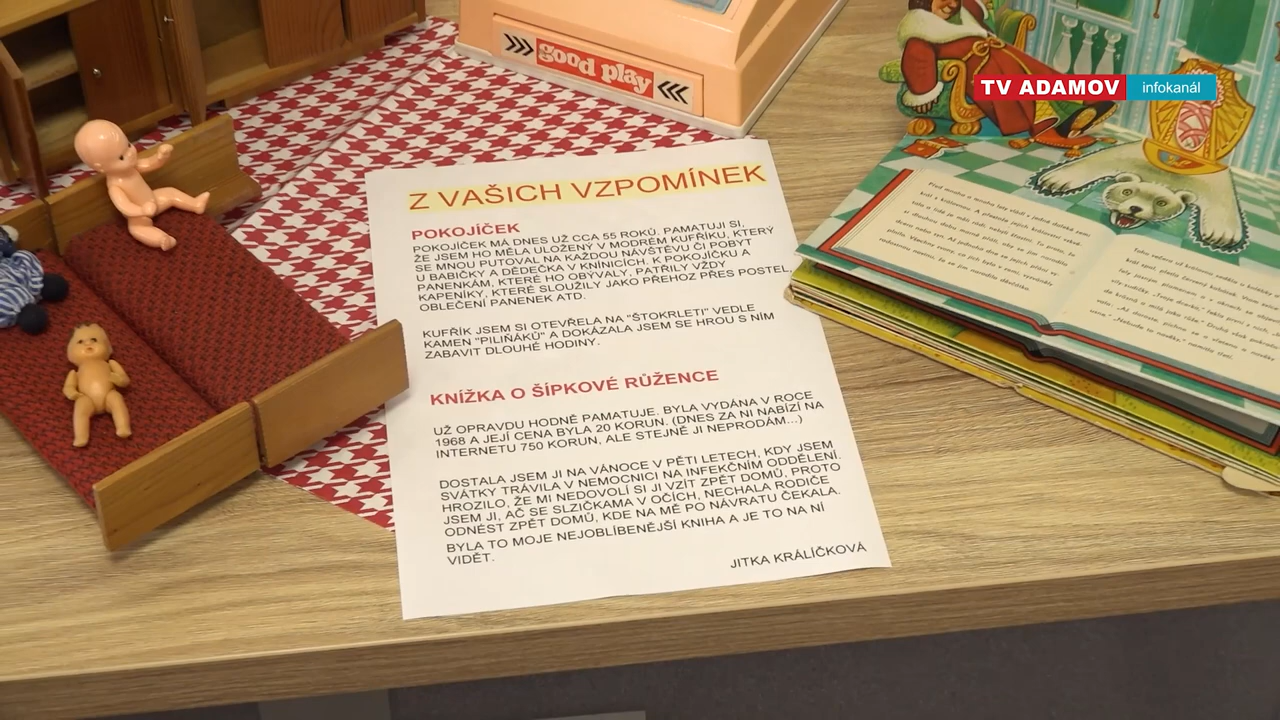 good play
TV ADAMOV infokanál
Z VAŠICH VZPOMÍNEK
POKOJÍČEK
POKOJÍČEK MÁ DNES UŽ CCA 55 ROKŮ. PAMATUJI SI,
ŽE JSEM HO MĚLA ULOŽENÝ V MODRÉM KUFŘÍKU, KTERÝ
SE MNOU PUTOVAL NA KAŽDOU NÁVŠTĚVU ČI POBYT
U BABIČKY A DĚDEČKA V KNÍNICÍCH. K POKOJÍČKU A
PANENKÁM, KTERÉ HO OBÝVALY, PATŘILY VŽDY
KAPENÍKY, KTERÉ SLOUŽILY JAKO PŘEHOZ PŘES POSTEL,
OBLEČENÍ PANENEK ATD.
KUFŘÍK JSEM SI OTEVŘELA NA "ŠTOKRLETI" VEDLE
KAMEN "PILIŇÁKŮ" A DOKÁZALA JSEM SE HROU S NÍM
ZABAVIT DLOUHÉ HODINY.
KNÍŽKA O ŠÍPKOVÉ RŮŽENCE
UŽ OPRAVDU HODNĚ PAMATUJE. BYLA VYDÁNA V ROCE
1968 A JEJÍ CENA BYLA 20 KORUN. (DNES ZA NI NABÍZÍ NA
INTERNETU 750 KORUN, ALE STEJNĚ JI NEPRODÁM...)
DOSTALA JSEM JI NA VÁNOCE V PĚTI LETECH, KDY JSEM
SVÁTKY TRÁVILA V NEMOCNICI NA INFEKČNÍM ODDĚLENÍ.
HROZILO, ŽE MI NEDOVOLÍ SI JI VZÍT ZPĚT DOMŮ, PROTO
JSEM JI, AČ SE SLZIČKAMA V OČÍCH, NECHALA RODIČE
ODNÉST ZPĚT DOMŮ, KDE NA MĚ PO NÁVRATU ČEKALA.
BYLA TO MOJE NEJOBLÍBENĚJŠÍ KNIHA A JE TO NA NÍ
VIDĚT.
JITKA KRÁLÍČKOVÁ